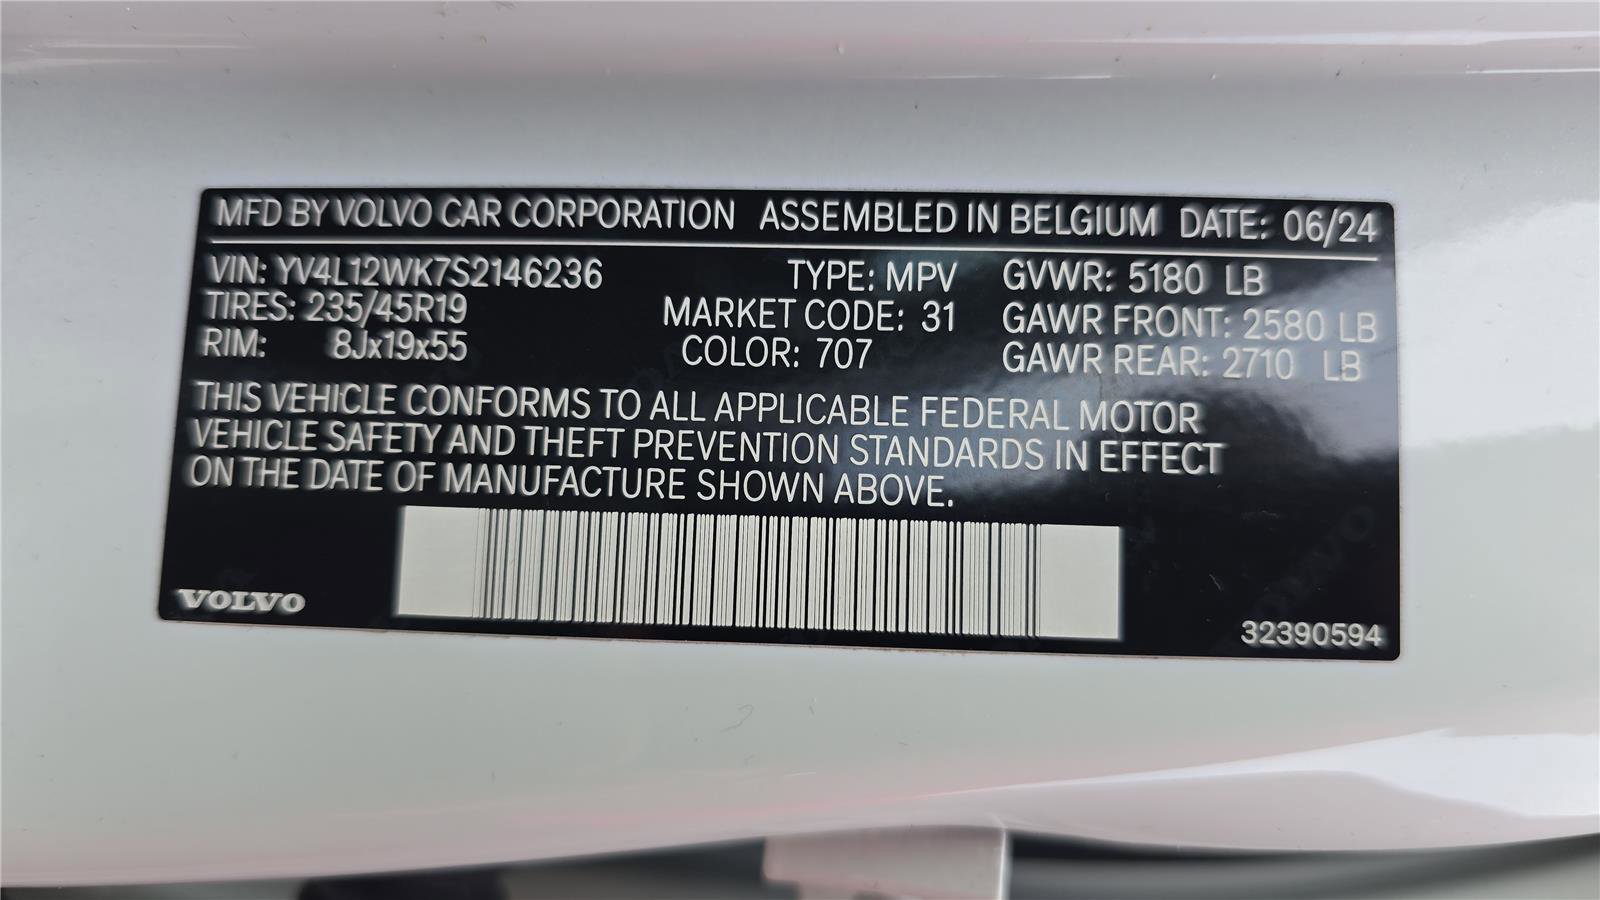 MFD BY VOLVO CAR CORPORATION ASSEMBLED IN BELGIUM DATE: 06/24
VIN: YV4L12WK7S2146236 TYPE: MPV GVWR: 5180 LB
TIRES: 235/45R19 MARKET CODE: 31 GAWR FRONT: 2580 LB
RIM: 8Jx19x55 COLOR: 707 GAWR REAR: 2710 LB
THIS VEHICLE CONFORMS TO ALL APPLICABLE FEDERAL MOTOR
VEHICLE SAFETY AND THEFT PREVENTION STANDARDS IN EFFECT
ON THE DATE OF MANUFACTURE SHOWN ABOVE.
VOLVO
32390594